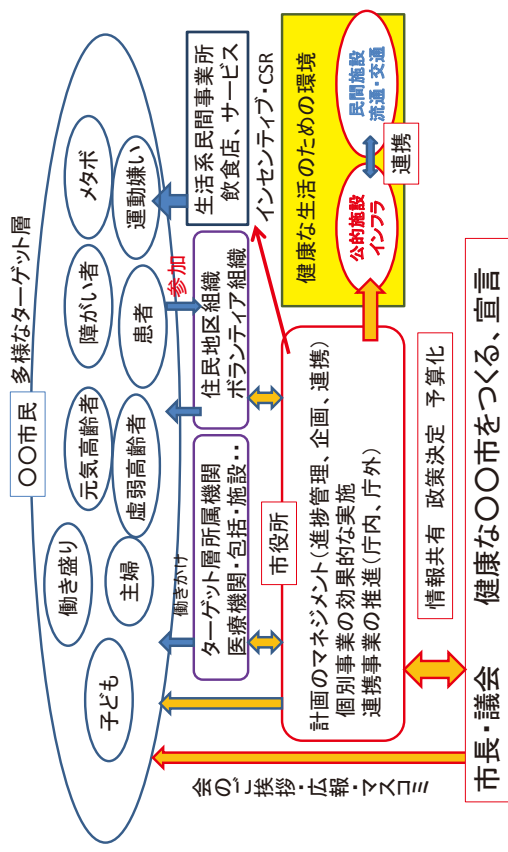 〇〇市民
多様なターゲット層
子ども
働き盛り
主婦
元気高齢者
虚弱高齢者
障がい者
患者
メタボ
運動嫌い
働きかけ
参加
ターゲット層所属機関
医療機関・包括・施設・・・
住民地区組織
ボランティア組織
生活系民間事業所
飲食店、サービス
インセンティブ・CSR
市役所
計画のマネジメント(進捗管理、企画、連携)
個別事業の効果的な実施
連携事業の推進(庁内、庁外)
健康な生活のための環境
公的施設
インフラ
民間施設
流通・交通
連携
会のご挨拶・広報・マスコミ
情報共有 政策決定 予算化
市長・議会 健康な〇〇市をつくる、宣言